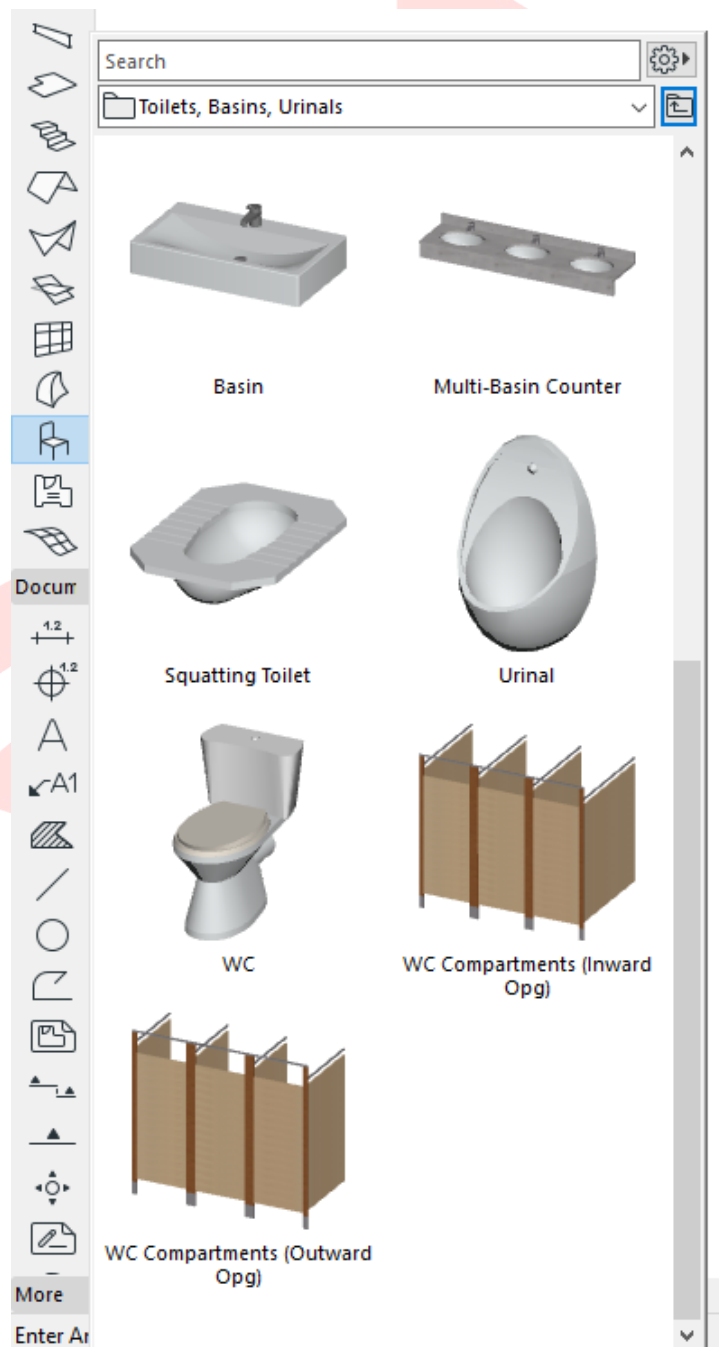 Search
Toilets, Basins, Urinals
Basin
Multi-Basin Counter
Squatting Toilet
Urinal
WC
WC Compartments (Inward
Opg)
WC Compartments (Outward
Opg)
Docum
1.2
1.2
A
A1
More
Enter Ar